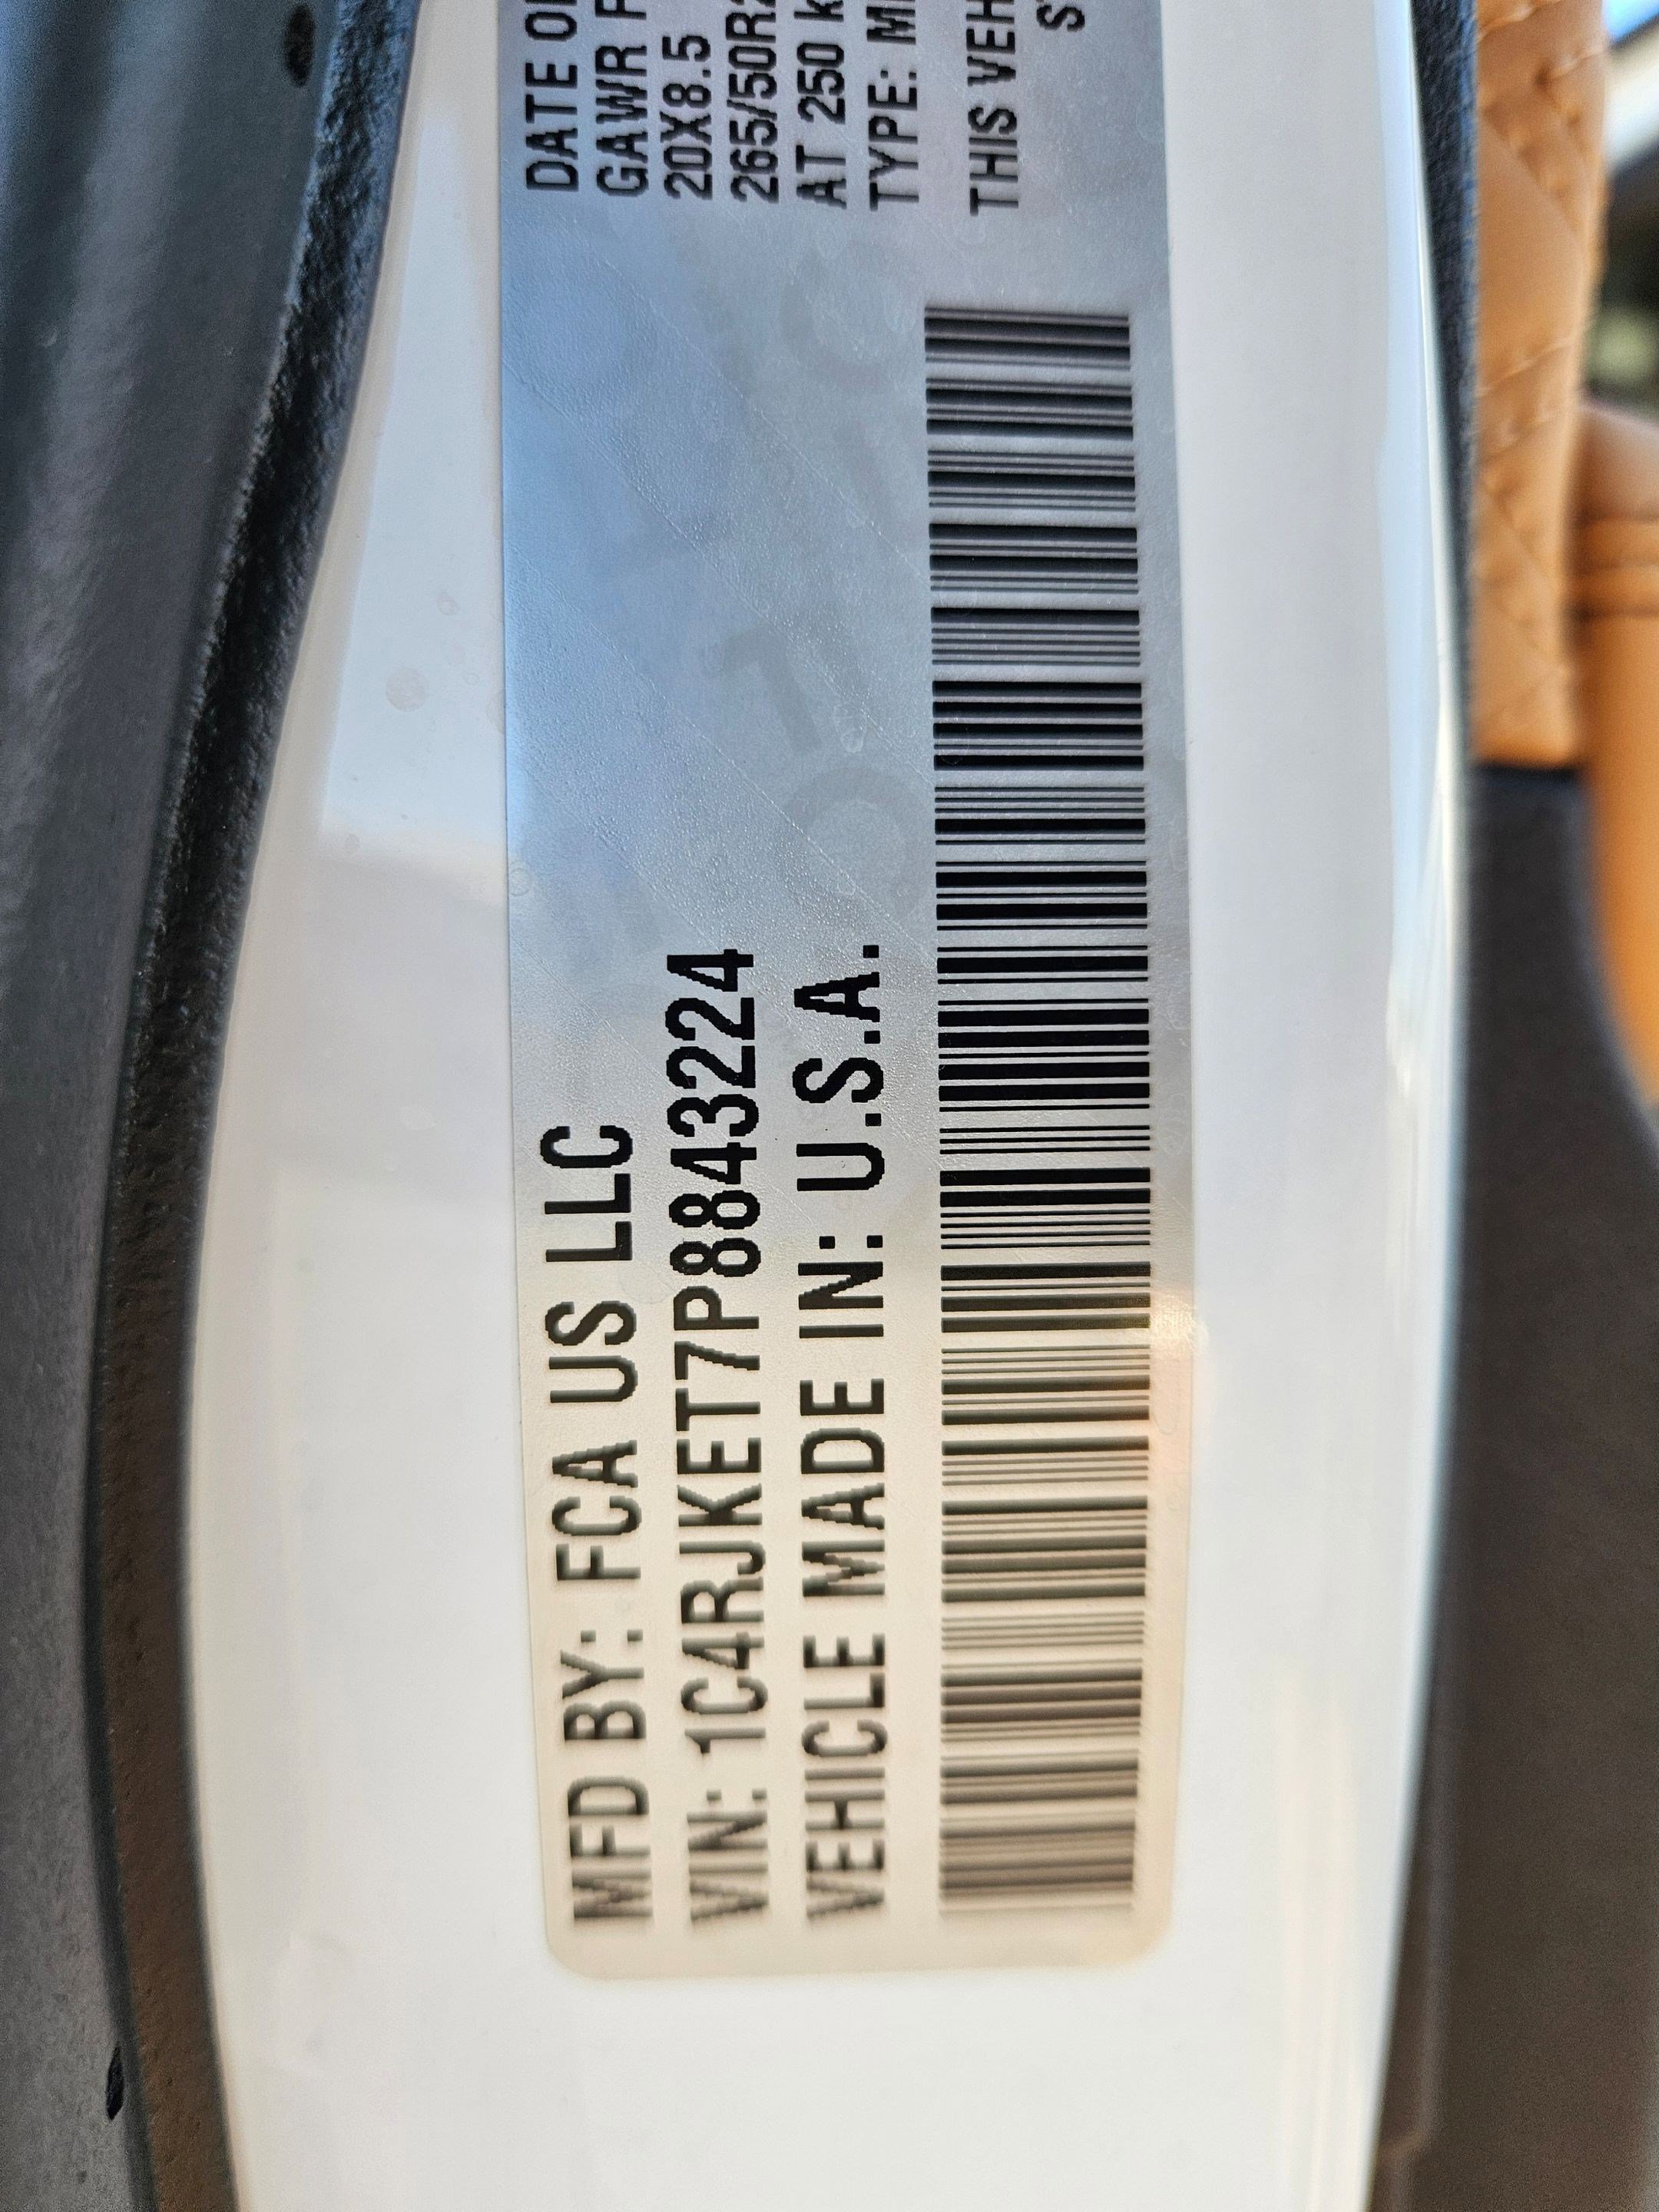 MFD BY: FCA US LLC
VIN: 1C4RJKET7P8843224
VEHICLE MADE IN: U.S.A.
DATE OF
GAWR F
20X8.5
265/50R2
AT 250 k
TYPE: M
THIS VEH